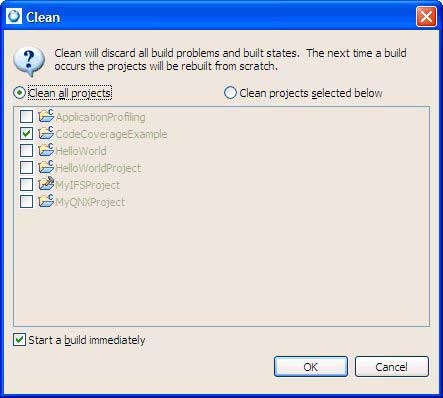 Clean
Clean will discard all build problems and built states. The next time a build
occurs the projects will be rebuilt from scratch.
Clean all projects
Clean projects selected below
ApplicationProfiling
CodeCoverageExample
HelloWorld
HelloWorldProject
MyIFSProject
MyQNXProject
Start a build immediately
OK
Cancel